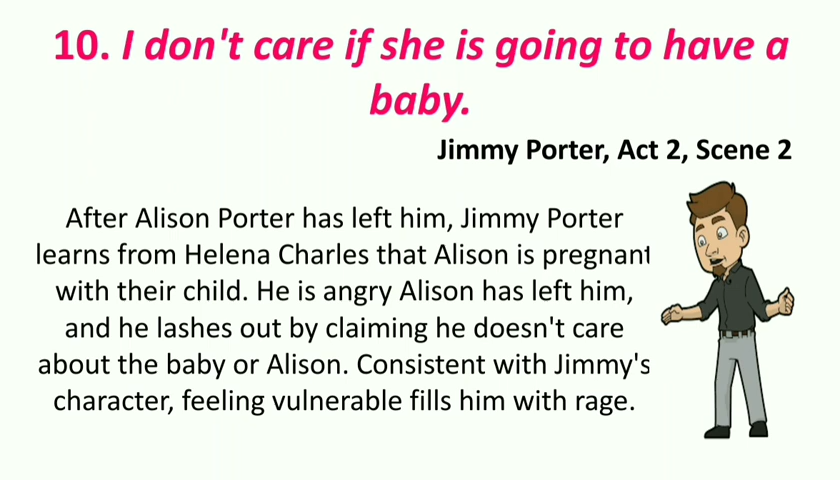 10. I don't care if she is going to have a
baby.
Jimmy Porter, Act 2, Scene 2
After Alison Porter has left him, Jimmy Porter
learns from Helena Charles that Alison is pregnant
with their child. He is angry Alison has left him,
and he lashes out by claiming he doesn't care
about the baby or Alison. Consistent with Jimmy's
character, feeling vulnerable fills him with rage.